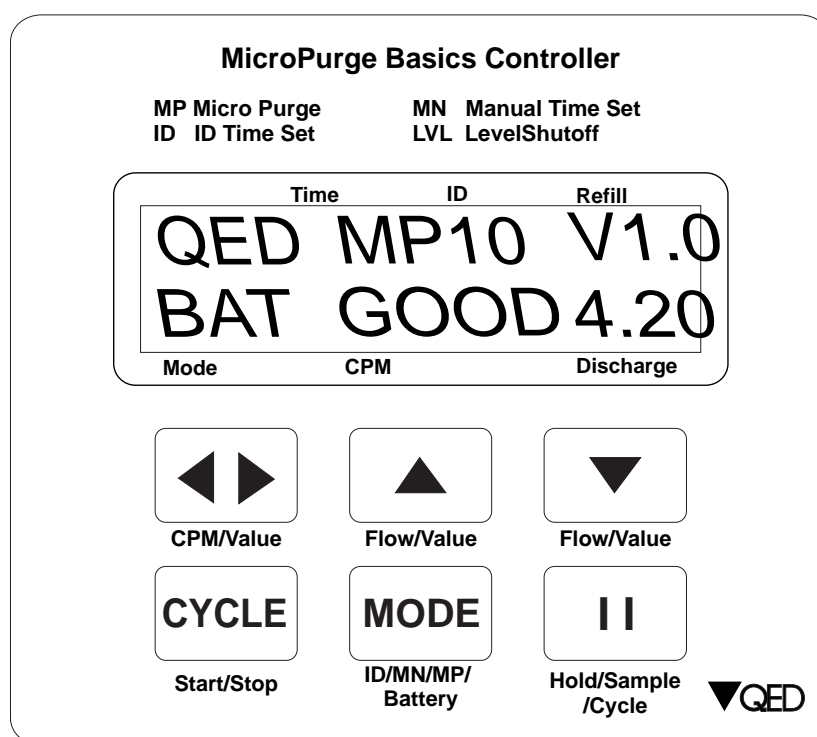 MicroPurge Basics Controller
MP Micro Purge MN Manual Time Set
ID ID Time Set LVL LevelShutoff
Time ID Refill
QED MP10 V1.0
BAT GOOD 4.20
Mode CPM Discharge
CPM/Value Flow/Value Flow/Value
CYCLE MODE
Start/Stop ID/MN/MP/ Hold/Sample
Battery /Cycle
QED